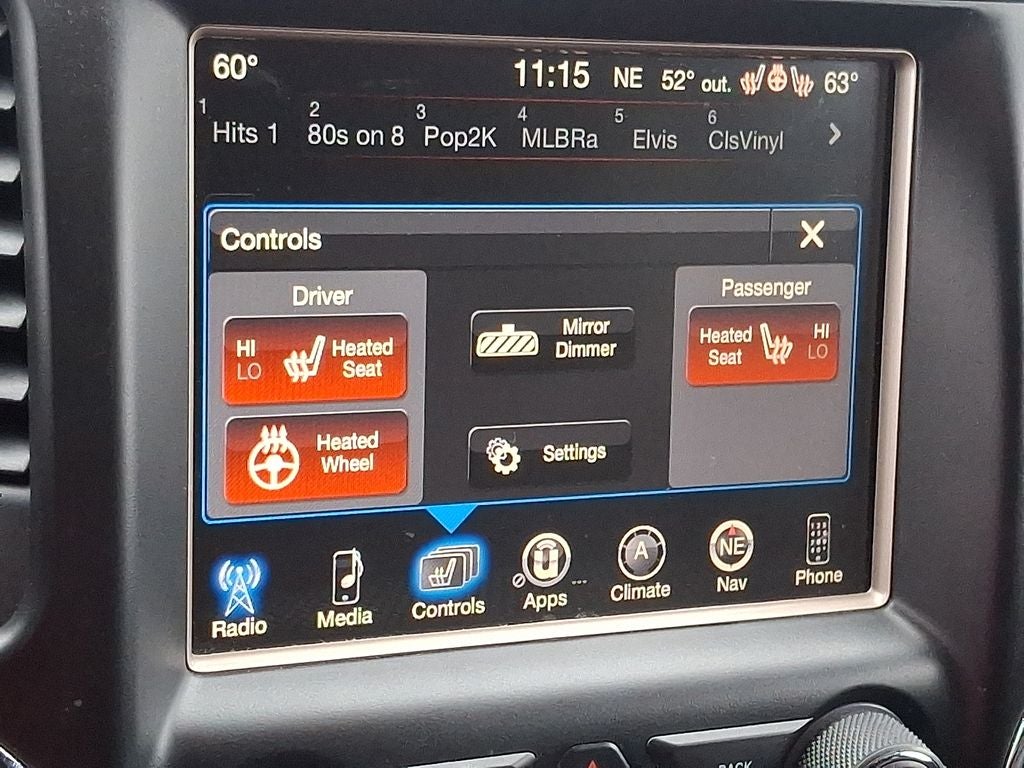 60° 11:15 NE 52° out. 63°
1 2 3 4 5 6
Hits 1 80s on 8 Pop2K MLBRa Elvis ClsVinyl
Controls X
Driver
HI
LO
Heated
Seat
Heated
Wheel
Mirror
Dimmer
Settings
Passenger
Heated
Seat
HI
LO
Radio Media Controls Apps Climate Nav Phone
A
NE
BACK